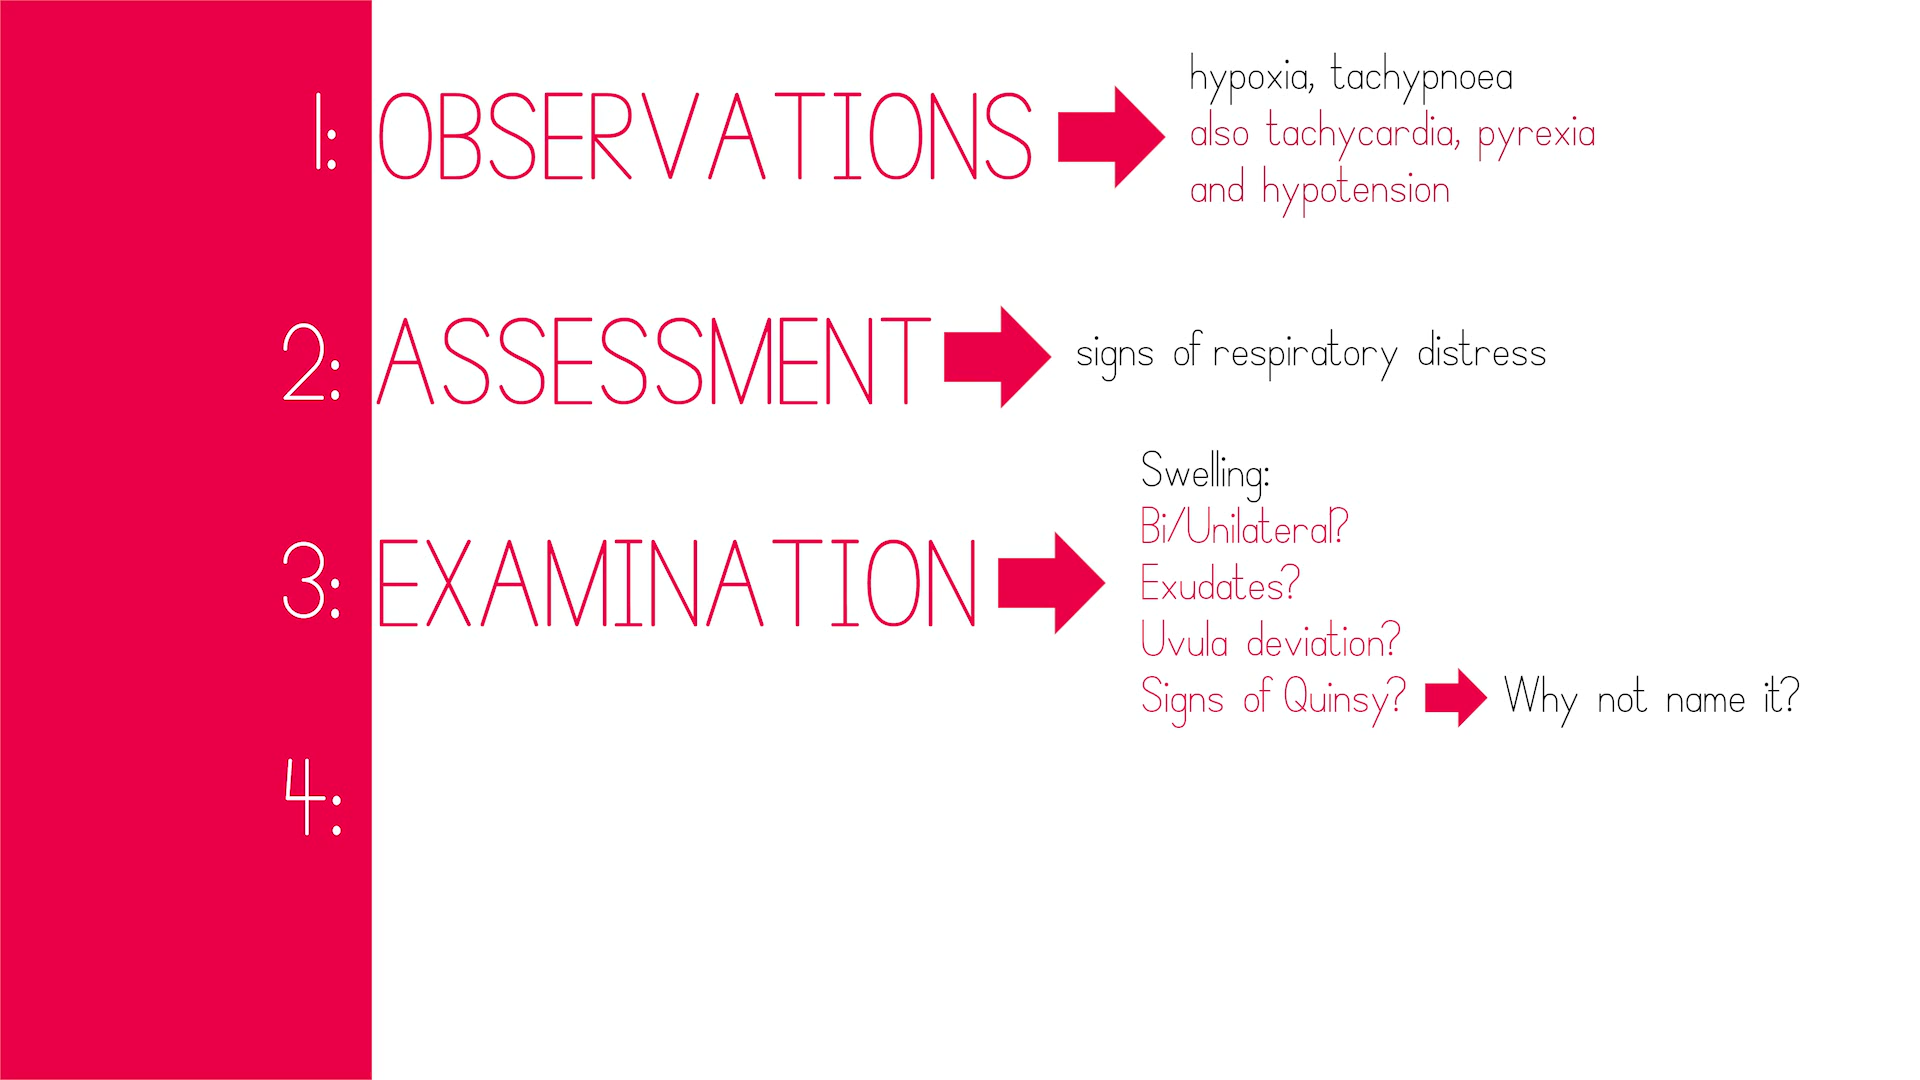 1: OBSERVATIONS
hypoxia, tachypnoea
also tachycardia, pyrexia
and hypotension
2: ASSESSMENT
signs of respiratory distress
3: EXAMINATION
Swelling:
Bi/Unilateral?
Exudates?
Uvula deviation?
Signs of Quinsy?
Why not name it?
4: